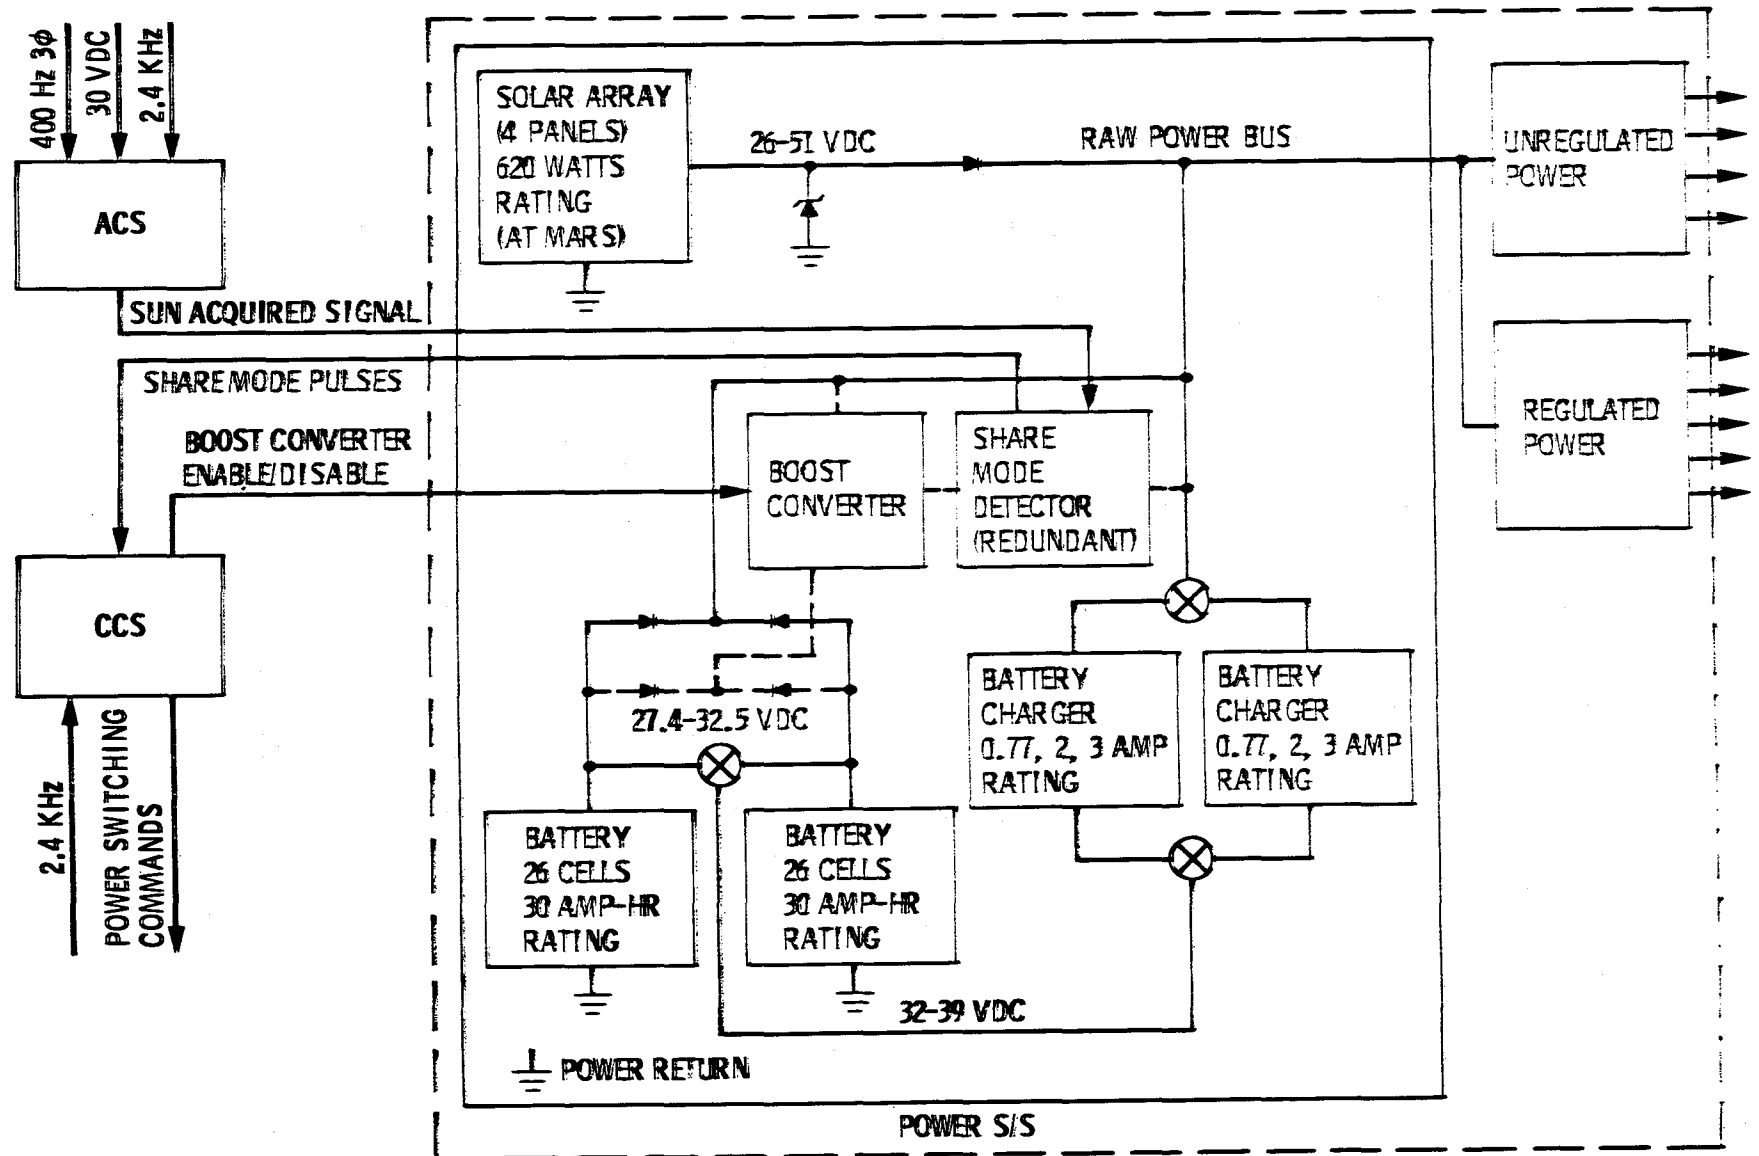 400 Hz 3ϕ
30 VDC
2.4 KHz
ACS
SUN ACQUIRED SIGNAL
SHARE MODE PULSES
BOOST CONVERTER
ENABLE/DISABLE
CCS
2.4 KHz
POWER SWITCHING
COMMANDS
SOLAR ARRAY
(4 PANELS)
620 WATTS
RATING
(AT MARS)
26-51 VDC
RAW POWER BUS
UNREGULATED
POWER
REGULATED
POWER
BOOST
CONVERTER
SHARE
MODE
DETECTOR
(REDUNDANT)
27.4-32.5 VDC
BATTERY
CHARGER
0.77, 2, 3 AMP
RATING
BATTERY
CHARGER
0.77, 2, 3 AMP
RATING
BATTERY
26 CELLS
30 AMP-HR
RATING
BATTERY
26 CELLS
30 AMP-HR
RATING
32-39 VDC
POWER RETURN
POWER S/S